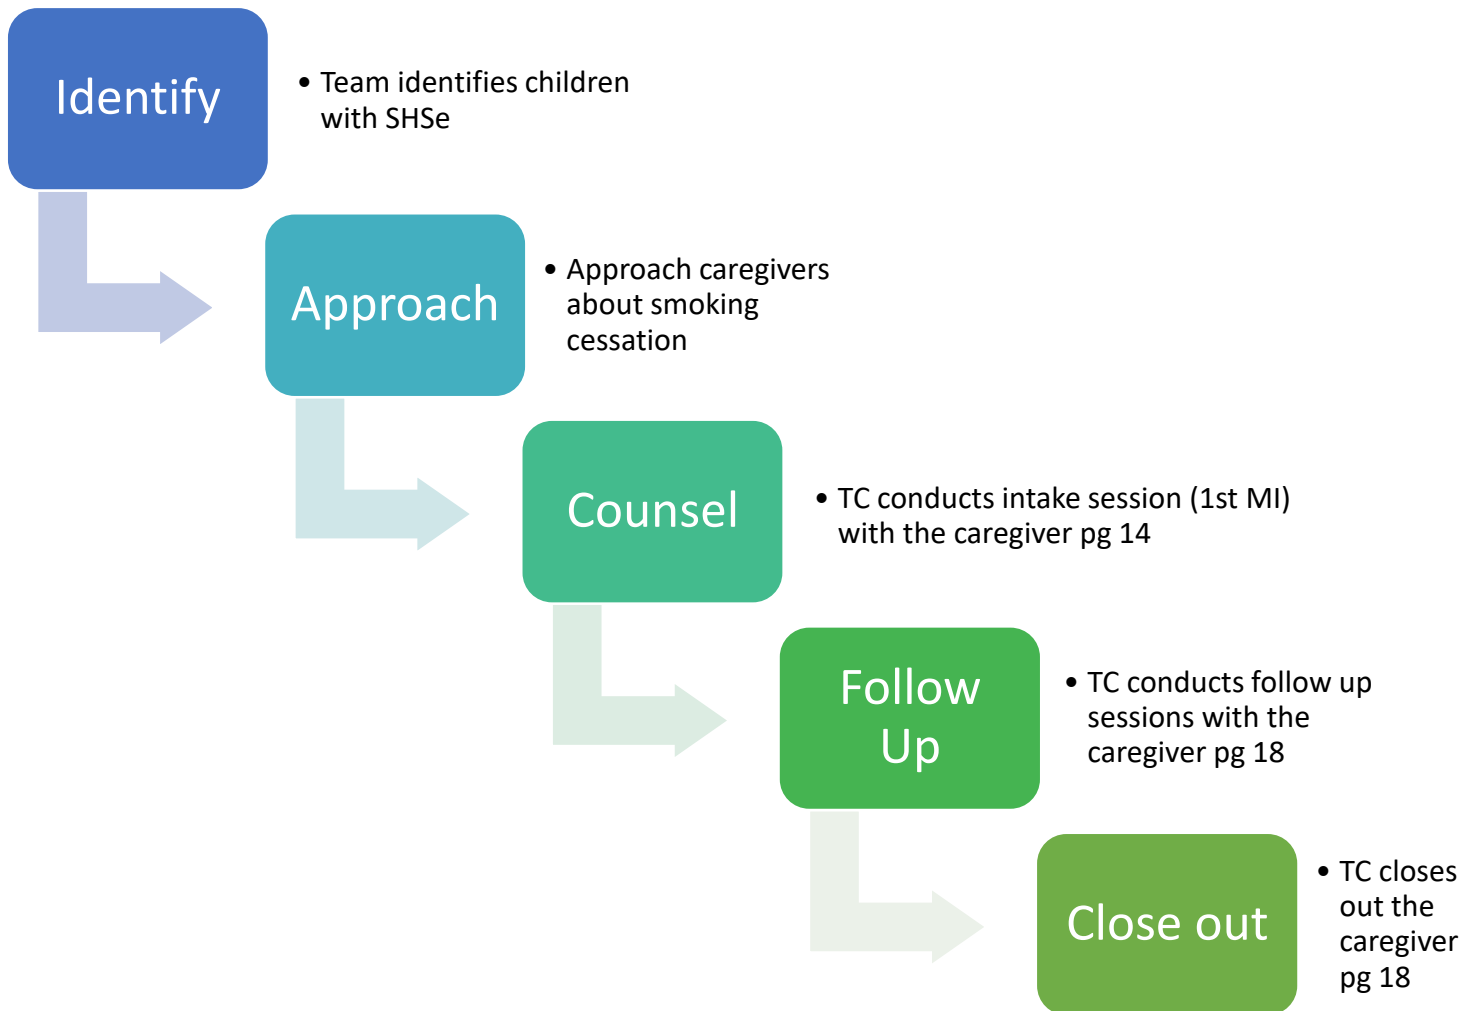 Identify
• Team identifies children
with SHSe
Approach
• Approach caregivers
about smoking
cessation
Counsel
• TC conducts intake session (1st MI)
with the caregiver pg 14
Follow
Up
• TC conducts follow up
sessions with the
caregiver pg 18
Close out
• TC closes
out the
caregiver
pg 18